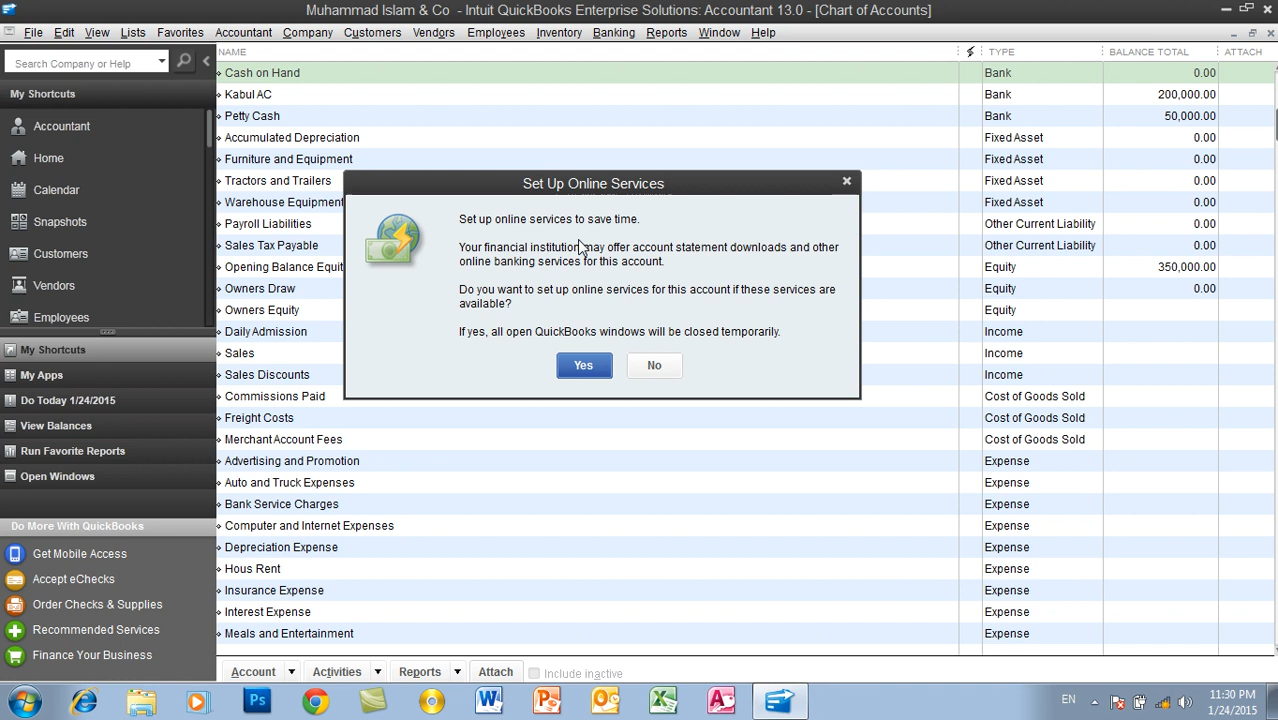 Muhammad Islam & Co - Intuit QuickBooks Enterprise Solutions: Accountant 13.0 - [Chart of Accounts]
File Edit View Lists Favorites Accountant Company Customers Vendors Employees Inventory Banking Reports Window Help
Search Company or Help
My Shortcuts
Accountant
Home
Calendar
Snapshots
Customers
Vendors
Employees
My Shortcuts
My Apps
Do Today 1/24/2015
View Balances
Run Favorite Reports
Open Windows
Do More With QuickBooks
Get Mobile Access
Accept eChecks
Order Checks & Supplies
Recommended Services
Finance Your Business
NAME TYPE BALANCE TOTAL ATTACH
Cash on Hand Bank 0.00
Kabul AC Bank 200,000.00
Petty Cash Bank 50,000.00
Accumulated Depreciation Fixed Asset 0.00
Furniture and Equipment Fixed Asset 0.00
Tractors and Trailers Fixed Asset 0.00
Warehouse Equipment Fixed Asset 0.00
Payroll Liabilities Other Current Liability 0.00
Sales Tax Payable Other Current Liability 0.00
Opening Balance Equit Equity 350,000.00
Owners Draw Equity 0.00
Owners Equity Equity
Daily Admission Income
Sales Income
Sales Discounts Income
Commissions Paid Cost of Goods Sold
Freight Costs Cost of Goods Sold
Merchant Account Fees Cost of Goods Sold
Advertising and Promotion Expense
Auto and Truck Expenses Expense
Bank Service Charges Expense
Computer and Internet Expenses Expense
Depreciation Expense Expense
Hous Rent Expense
Insurance Expense Expense
Interest Expense Expense
Meals and Entertainment Expense
Set Up Online Services
Set up online services to save time.
Your financial institution may offer account statement downloads and other
online banking services for this account.
Do you want to set up online services for this account if these services are
available?
If yes, all open QuickBooks windows will be closed temporarily.
Yes No
Account Activities Reports Attach Include inactive
Ps
EN 11:30 PM
1/24/2015